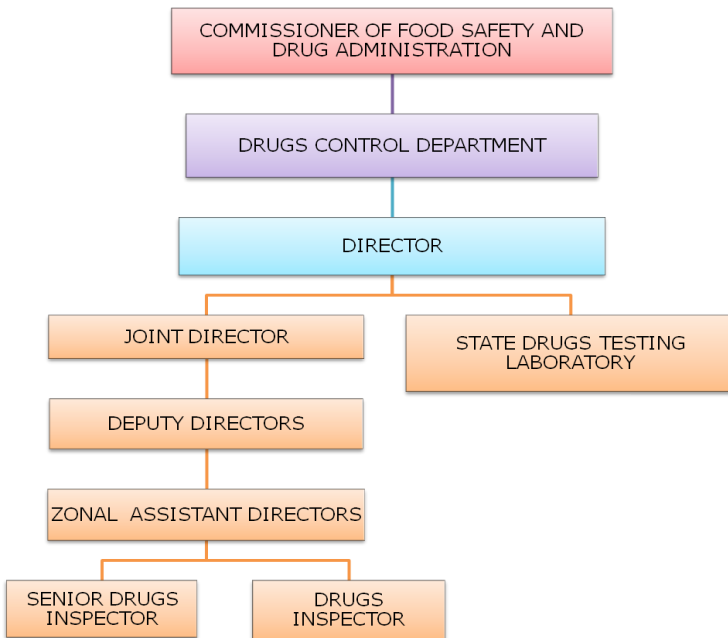 COMMISSIONER OF FOOD SAFETY AND
DRUG ADMINISTRATION
DRUGS CONTROL DEPARTMENT
DIRECTOR
JOINT DIRECTOR
STATE DRUGS TESTING
LABORATORY
DEPUTY DIRECTORS
ZONAL ASSISTANT DIRECTORS
SENIOR DRUGS
INSPECTOR
DRUGS
INSPECTOR